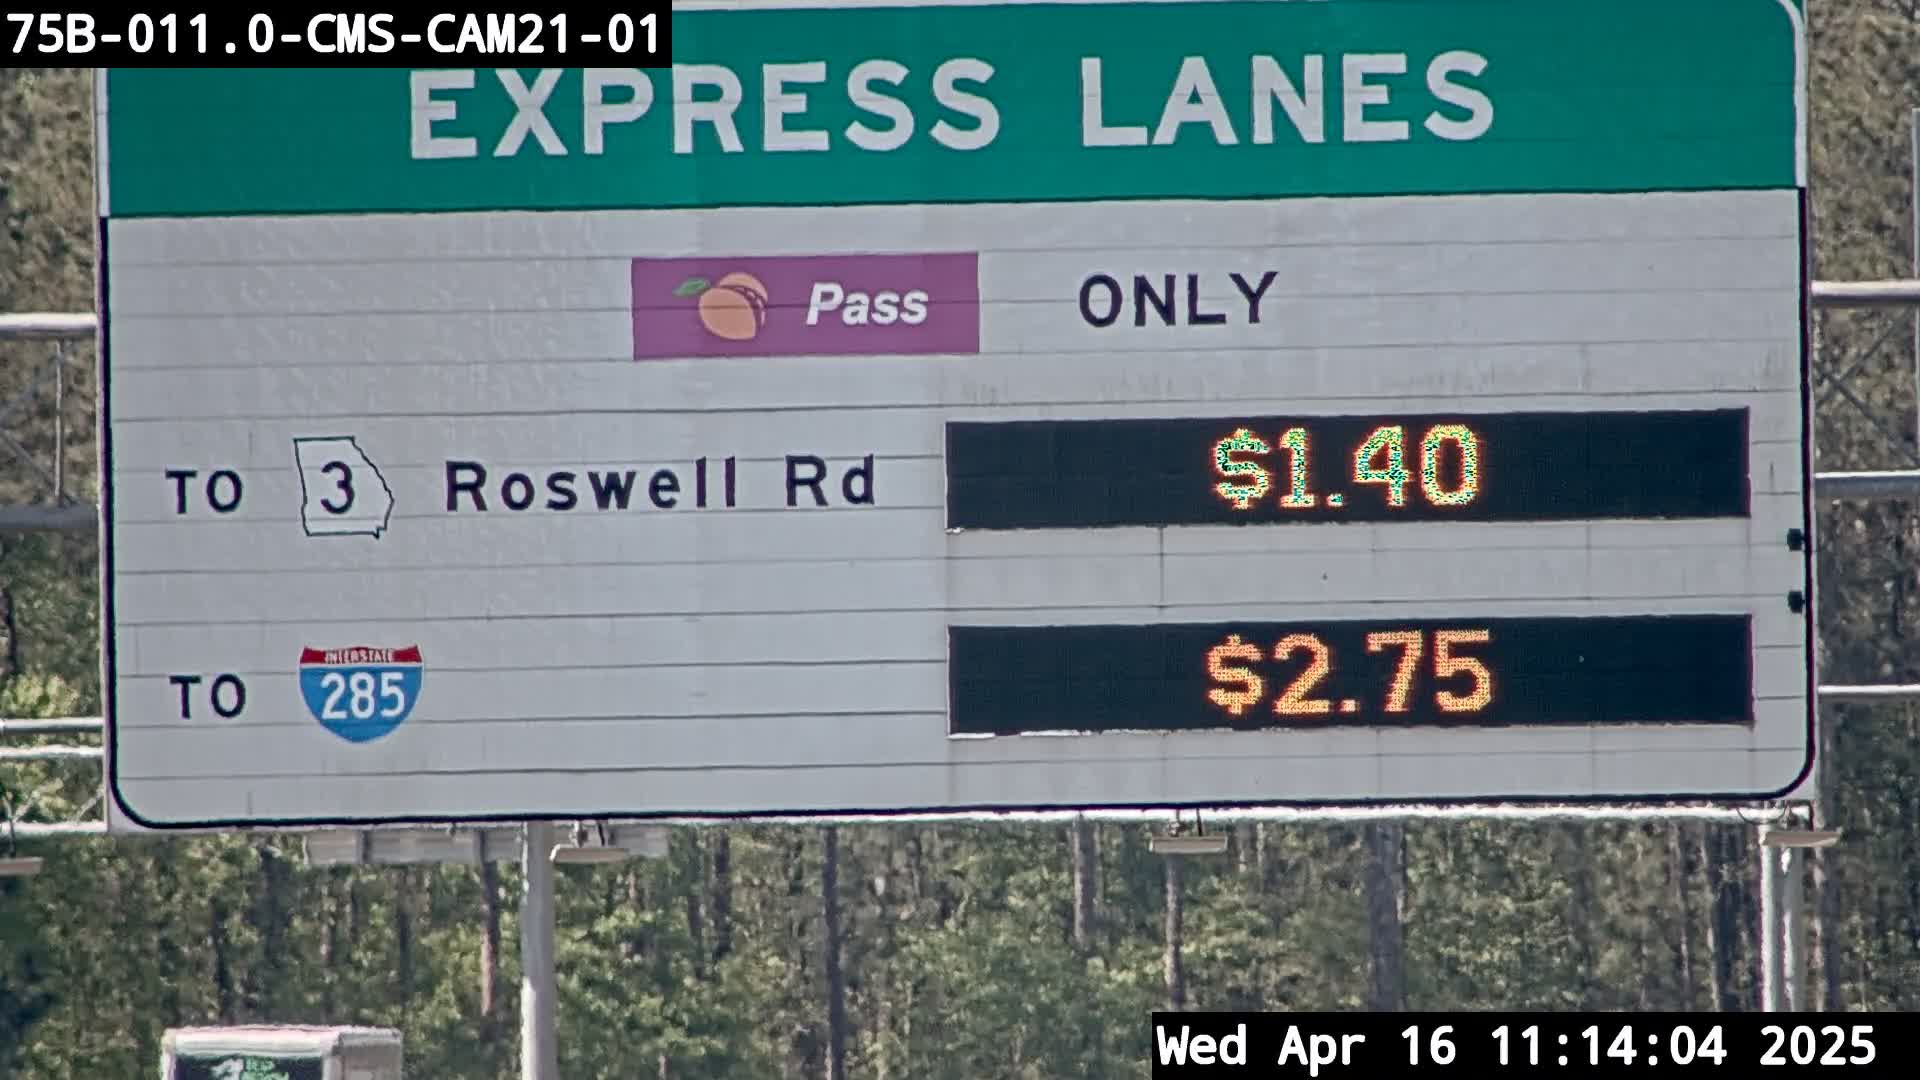 75B-011.0-CMS-CAM21-01
EXPRESS LANES
Pass ONLY
TO 3 Roswell Rd $1.40
INTERSTATE
TO 285 $2.75
Wed Apr 16 11:14:04 2025